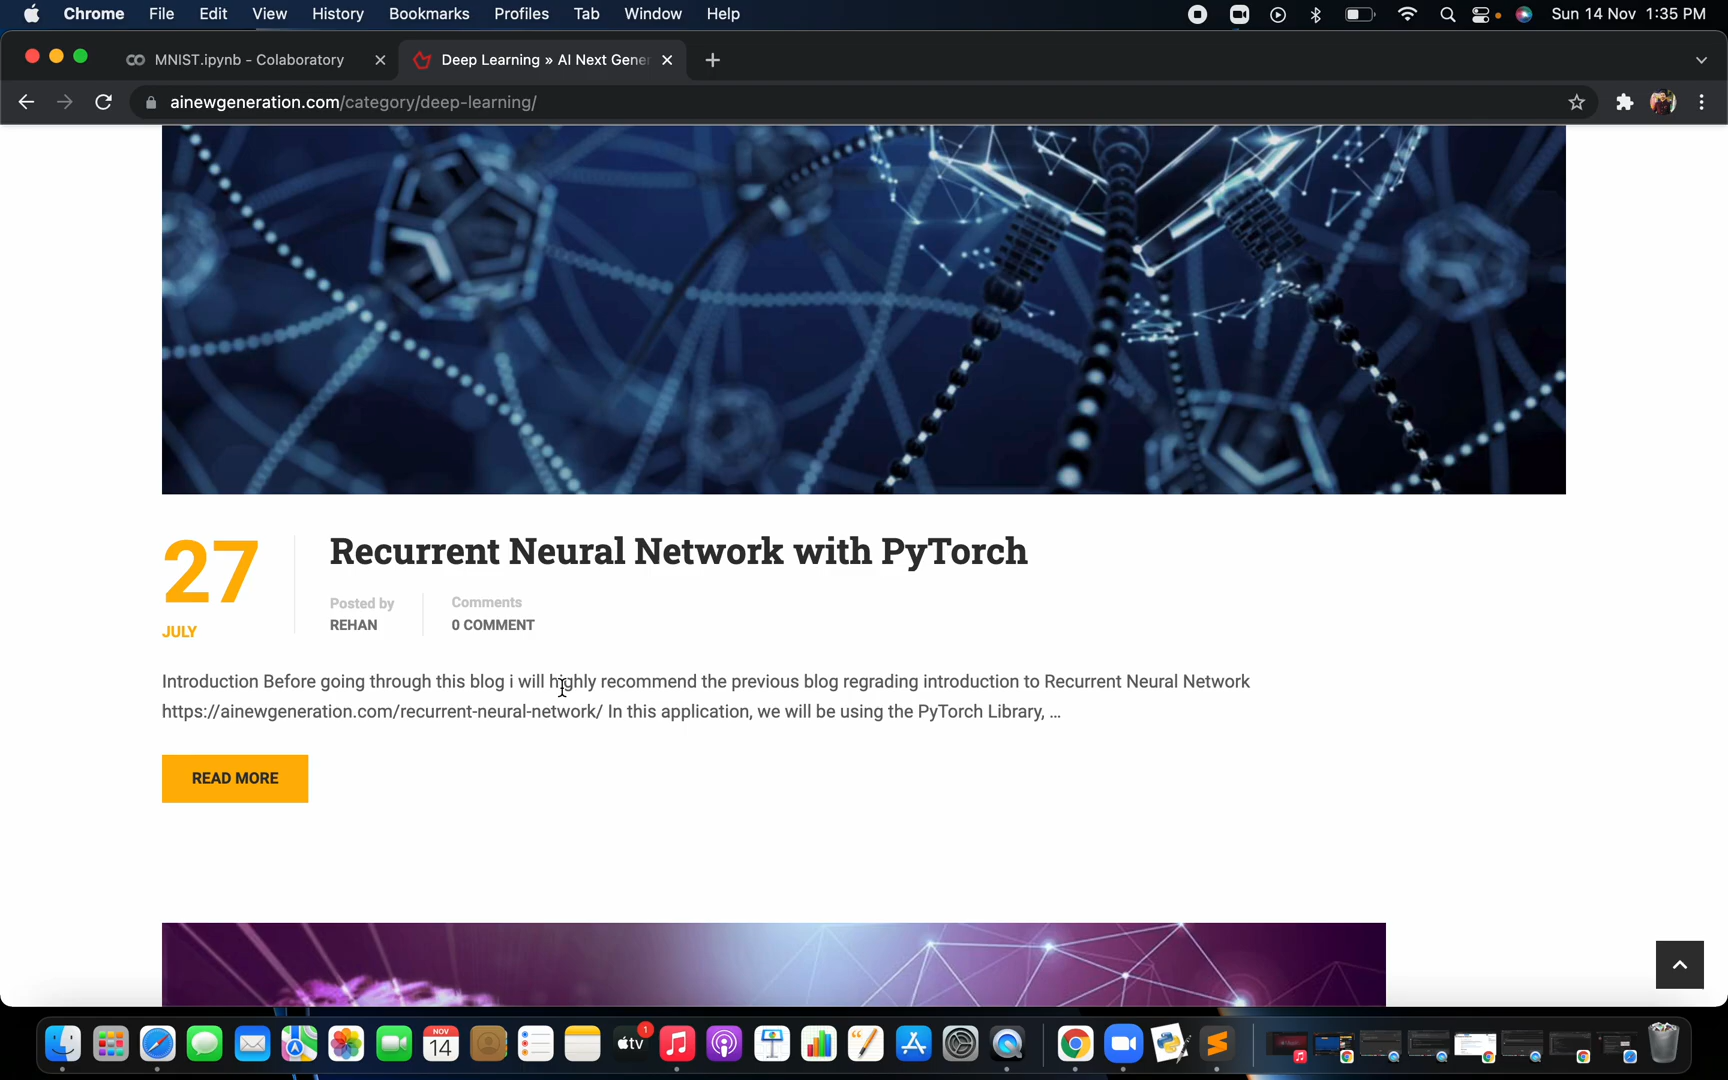 Chrome File Edit View History Bookmarks Profiles Tab Window Help Sun 14 Nov 1:35 PM
MNIST.ipynb - Colaboratory Deep Learning » AI Next Gene
ainewgeneration.com/category/deep-learning/
27
JULY
Recurrent Neural Network with PyTorch
Posted by
REHAN
Comments
0 COMMENT
Introduction Before going through this blog i will highly recommend the previous blog regrading introduction to Recurrent Neural Network
https://ainewgeneration.com/recurrent-neural-network/ In this application, we will be using the PyTorch Library, ...
READ MORE
NOV
14
tv
1